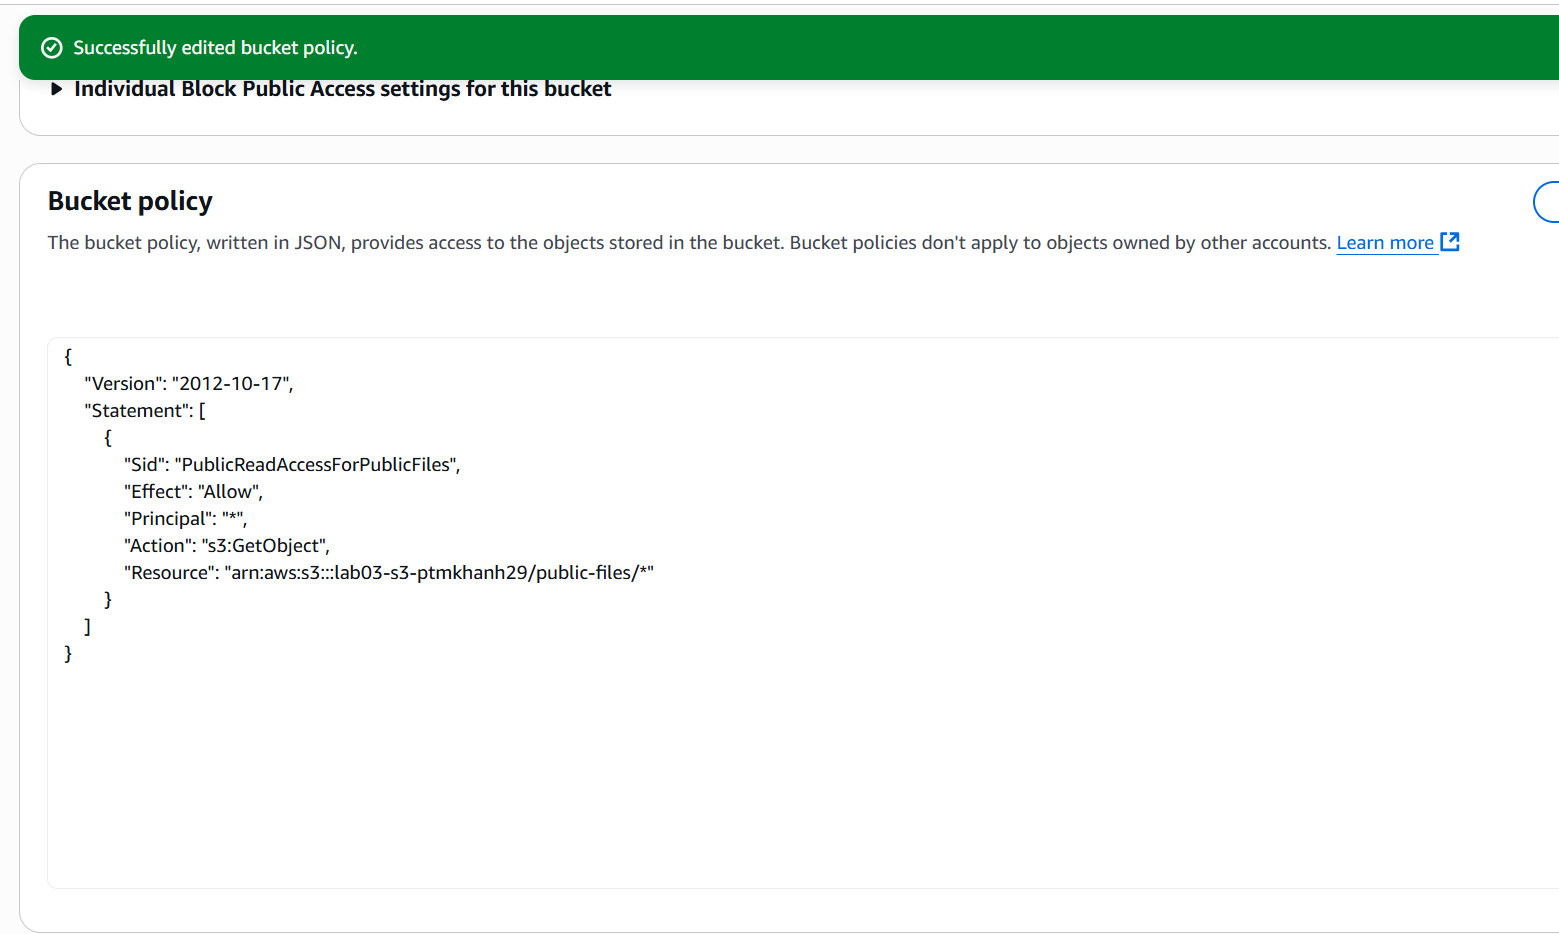 Successfully edited bucket policy.
Individual Block Public Access settings for this bucket
Bucket policy
The bucket policy, written in JSON, provides access to the objects stored in the bucket. Bucket policies don't apply to objects owned by other accounts. Learn more
{
"Version": "2012-10-17",
"Statement": [
{
"Sid": "PublicReadAccessForPublicFiles",
"Effect": "Allow",
"Principal": "*",
"Action": "s3:GetObject",
"Resource": "arn:aws:s3:::lab03-s3-ptmkhanh29/public-files/*"
}
]
}